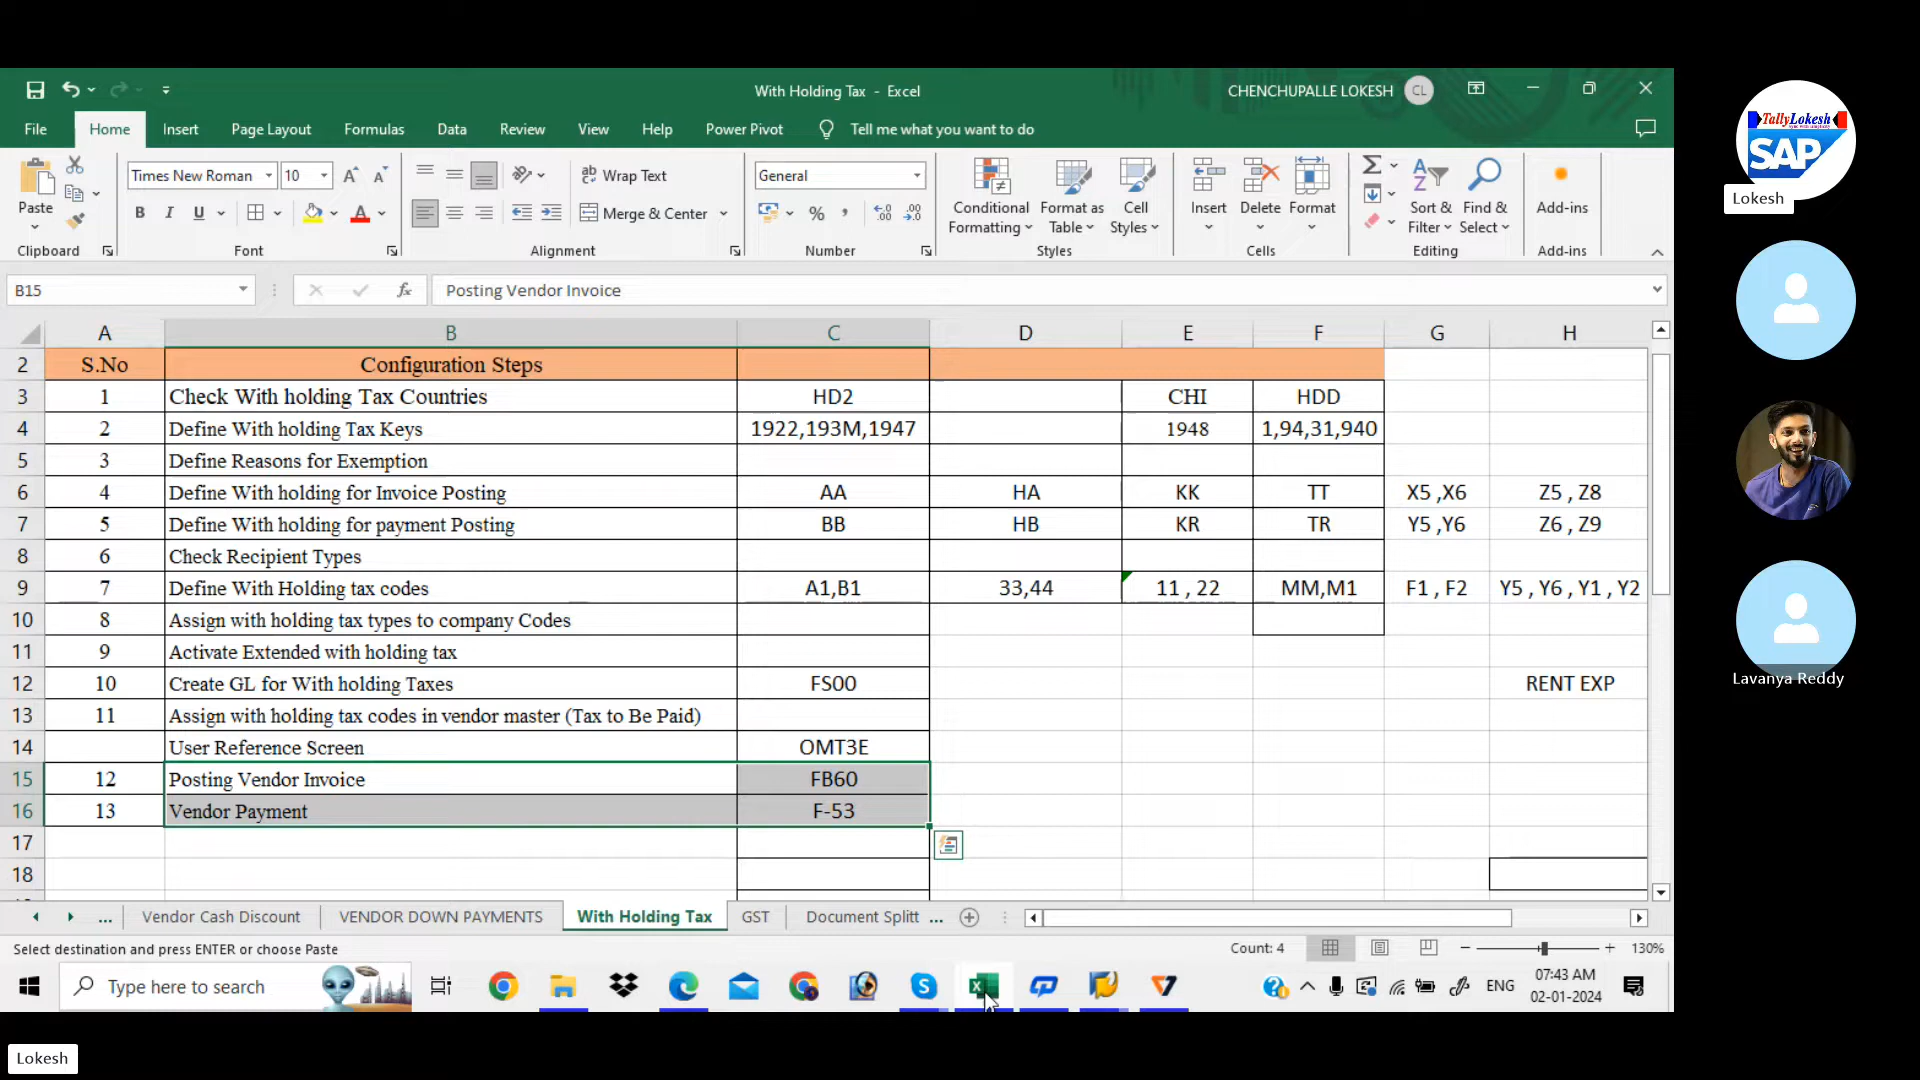 With Holding Tax - Excel
CHENCHUPALLE LOKESH CL
File Home Insert Page Layout Formulas Data Review View Help Power Pivot Tell me what you want to do
Paste
Clipboard
Times New Roman 10
B I U A
Font
ab Wrap Text
Merge & Center
Alignment
General
Number
Conditional Formatting
Format as Table
Cell Styles
Styles
Insert Delete Format
Cells
Sort & Filter
Find & Select
Editing
Add-ins
Add-ins
B15 fx Posting Vendor Invoice
A B C D E F G H
2 S.No Configuration Steps
3 1 Check With holding Tax Countries HD2 CHI HDD
4 2 Define With holding Tax Keys 1922,193M,1947 1948 1,94,31,940
5 3 Define Reasons for Exemption
6 4 Define With holding for Invoice Posting AA HA KK TT X5 ,X6 Z5 , Z8
7 5 Define With holding for payment Posting BB HB KR TR Y5 ,Y6 Z6 , Z9
8 6 Check Recipient Types
9 7 Define With Holding tax codes A1,B1 33,44 11 , 22 MM,M1 F1 , F2 Y5 , Y6 , Y1 , Y2
10 8 Assign with holding tax types to company Codes
11 9 Activate Extended with holding tax
12 10 Create GL for With holding Taxes FS00 RENT EXP
13 11 Assign with holding tax codes in vendor master (Tax to Be Paid)
14 User Reference Screen OMT3E
15 12 Posting Vendor Invoice FB60
16 13 Vendor Payment F-53
17
18
... Vendor Cash Discount VENDOR DOWN PAYMENTS With Holding Tax GST Document Splitt ...
Select destination and press ENTER or choose Paste Count: 4 130%
Type here to search ENG 07:43 AM
02-01-2024
TallyLokesh
SAP
Lokesh
Lavanya Reddy
Lokesh